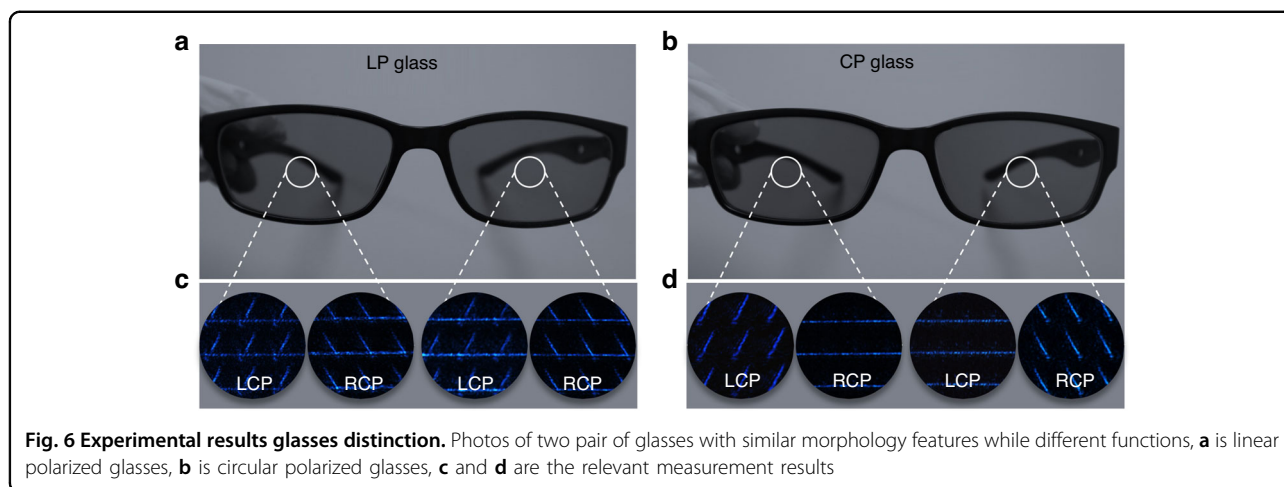 a
LP glass
b
CP glass
c
LCP
RCP
LCP
RCP
d
LCP
RCP
LCP
RCP
Fig. 6 Experimental results glasses distinction. Photos of two pair of glasses with similar morphology features while different functions, a is linear
polarized glasses, b is circular polarized glasses, c and d are the relevant measurement results